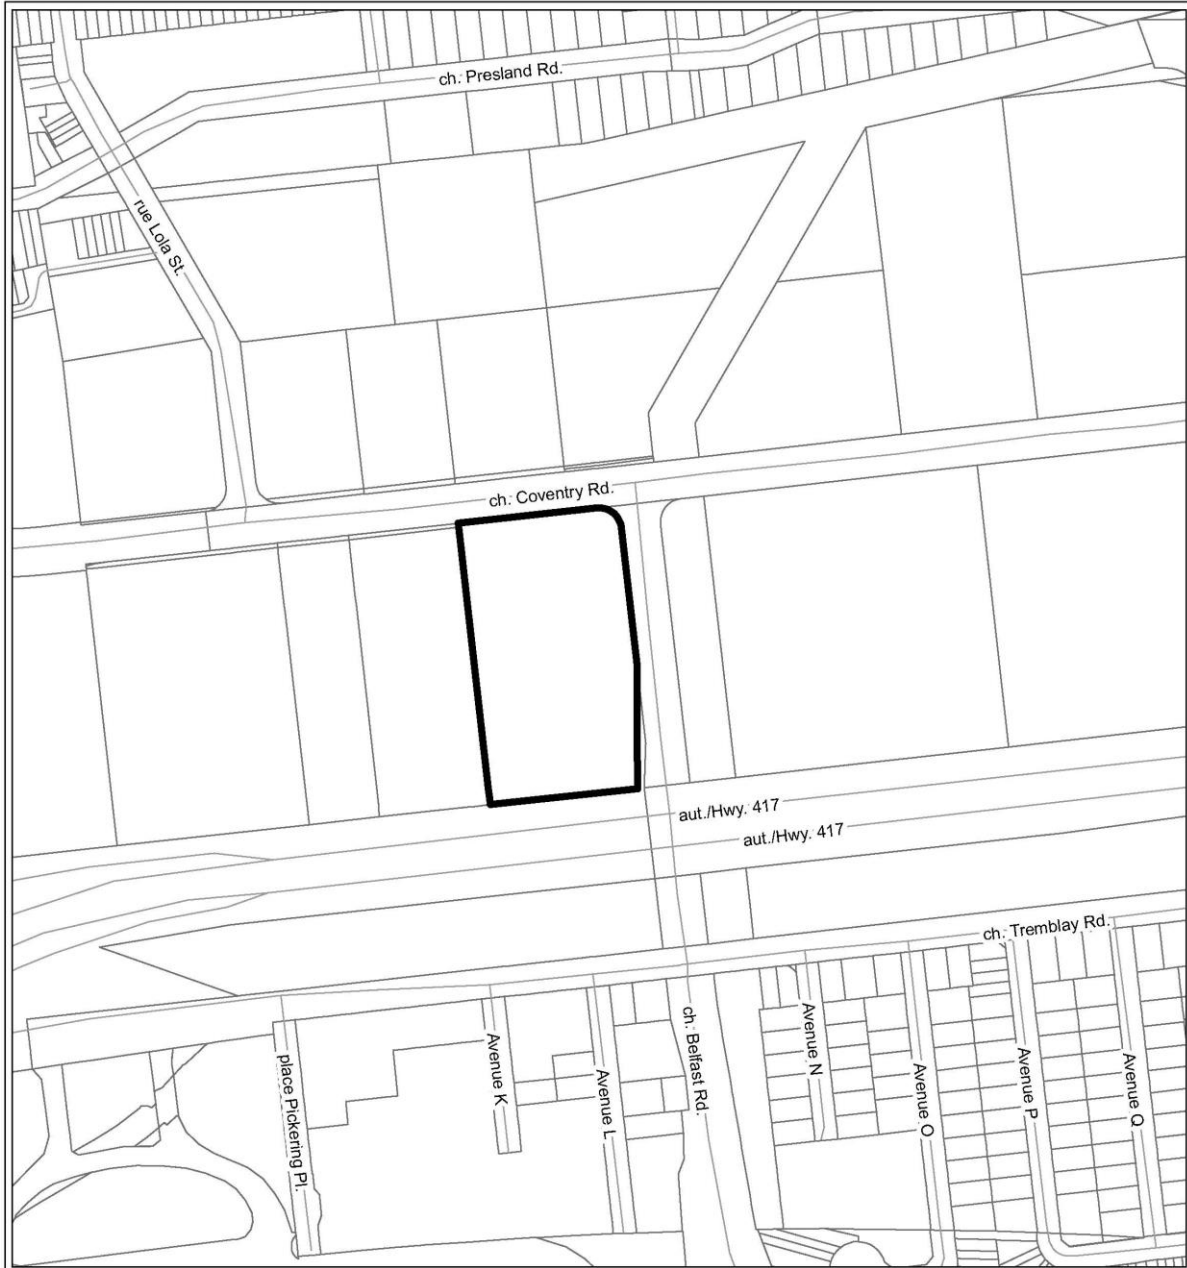 ch. Presland Rd.
rue Lola St.
ch. Coventry Rd.
aut./Hwy. 417
aut./Hwy. 417
ch. Tremblay Rd.
place Pickering Pl.
Avenue K
Avenue L
ch. Belfast Rd.
Avenue N
Avenue O
Avenue P
Avenue Q